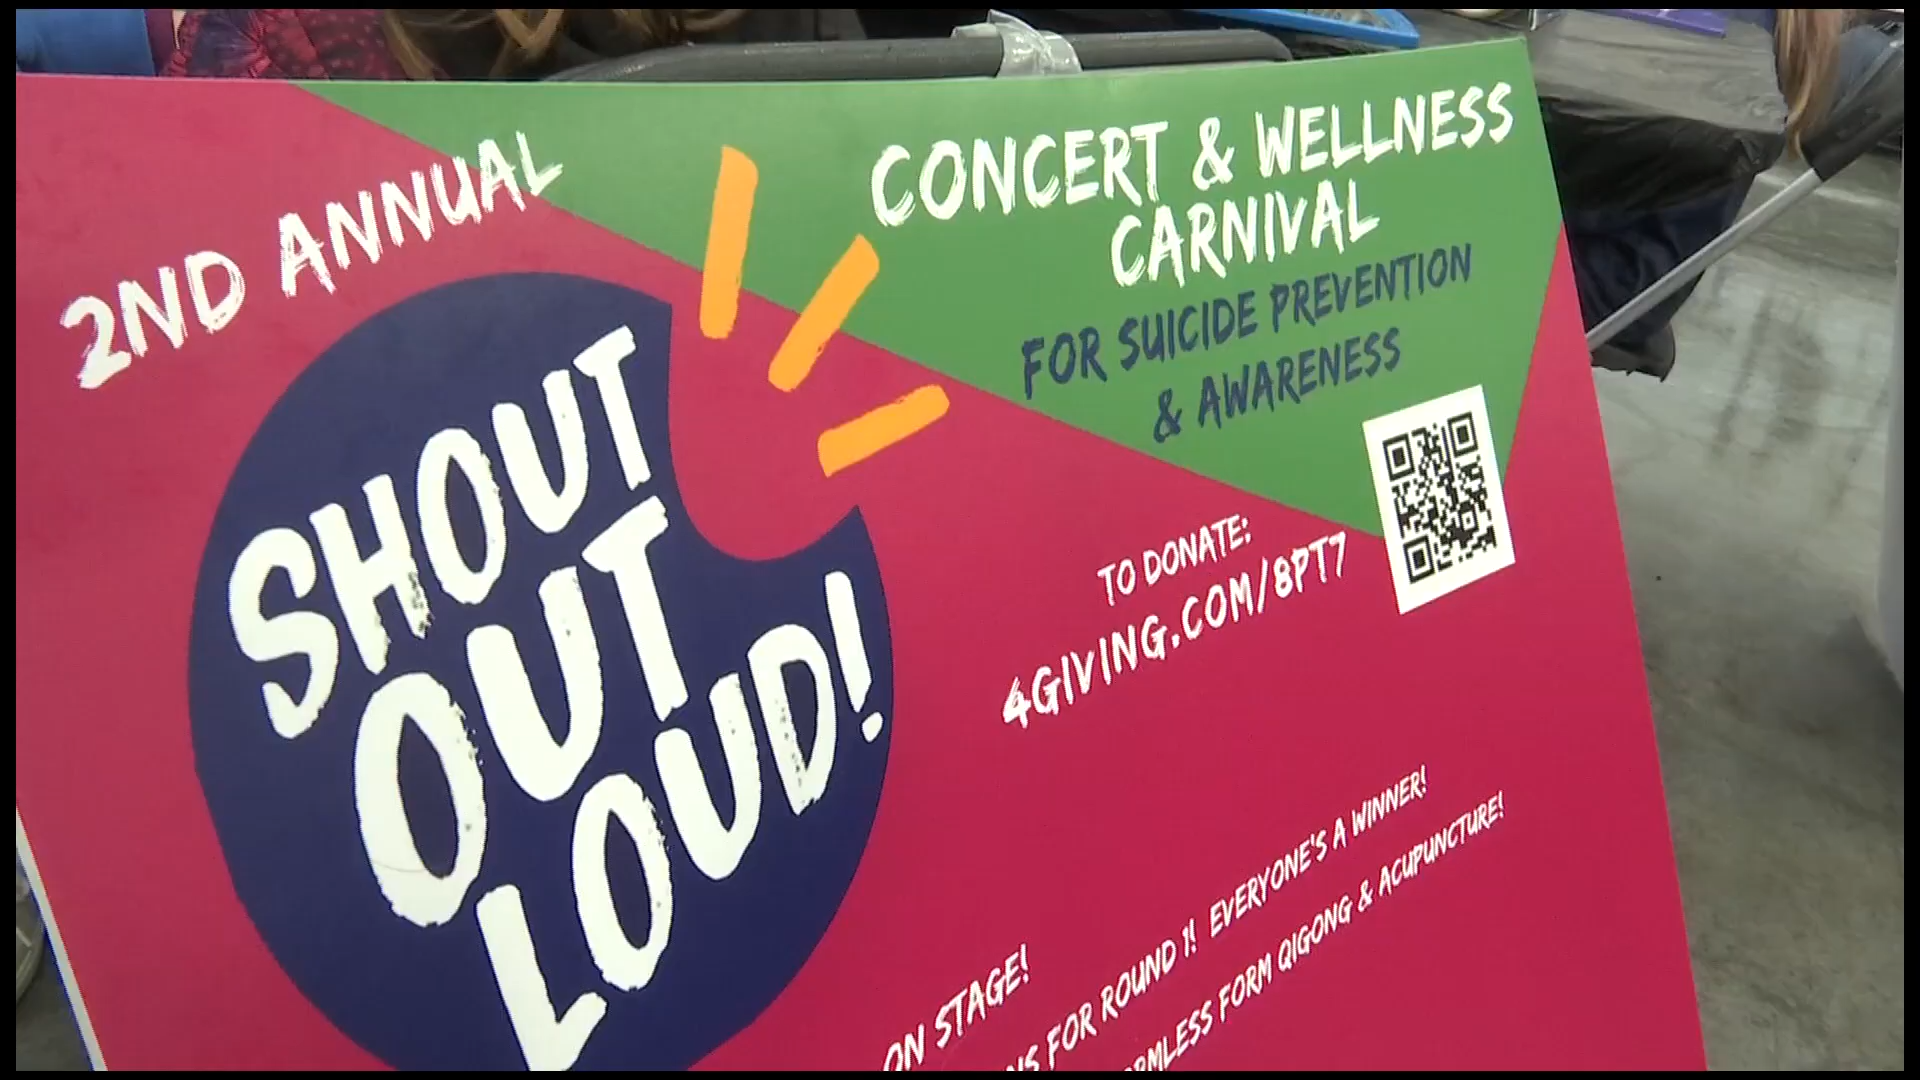 2ND ANNUAL
SHOUT
OUT
LOUD!
CONCERT & WELLNESS
CARNIVAL
FOR SUICIDE PREVENTION
& AWARENESS
TO DONATE:
4GIVING.COM/8PT7
ON STAGE!
FOR ROUND 1! EVERYONE'S A WINNER!
FORM QIGONG & ACUPUNCTURE!